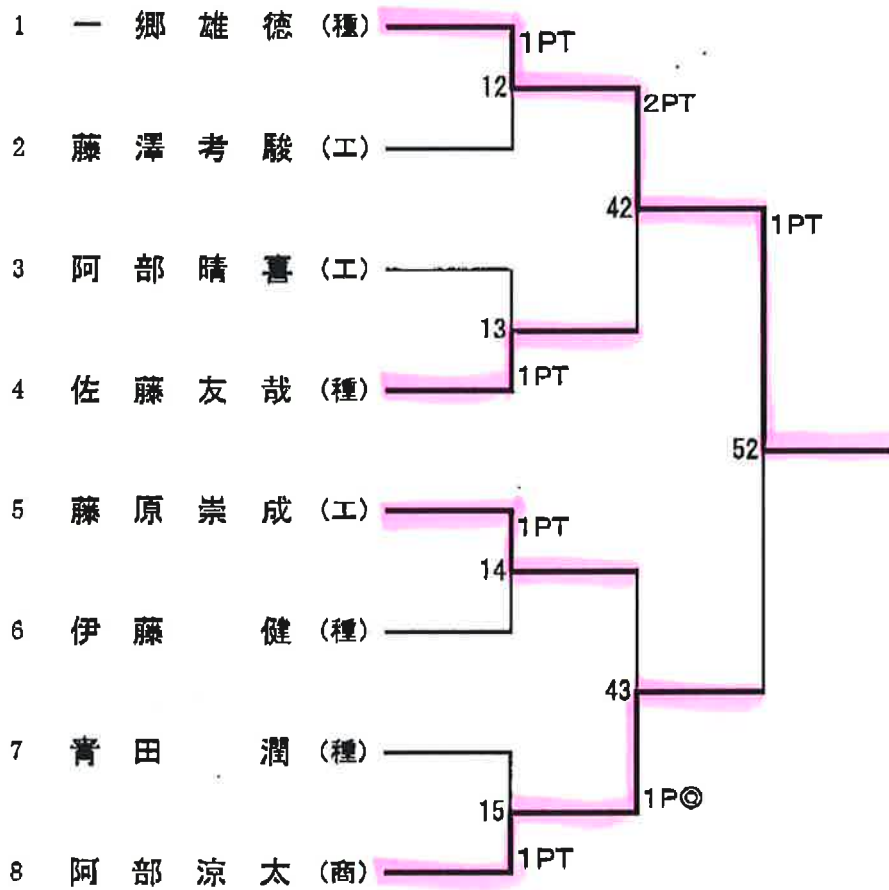 1 一郷雄徳(種)
1PT
12
2PT
2 藤澤考駿(工)
42
1PT
3 阿部晴喜(工)
13
1PT
4 佐藤友哉(種)
52
5 藤原崇成(工)
1PT
14
6 伊藤 健(種)
43
7 青田 潤(種)
1P◎
15
1PT
8 阿部涼太(商)